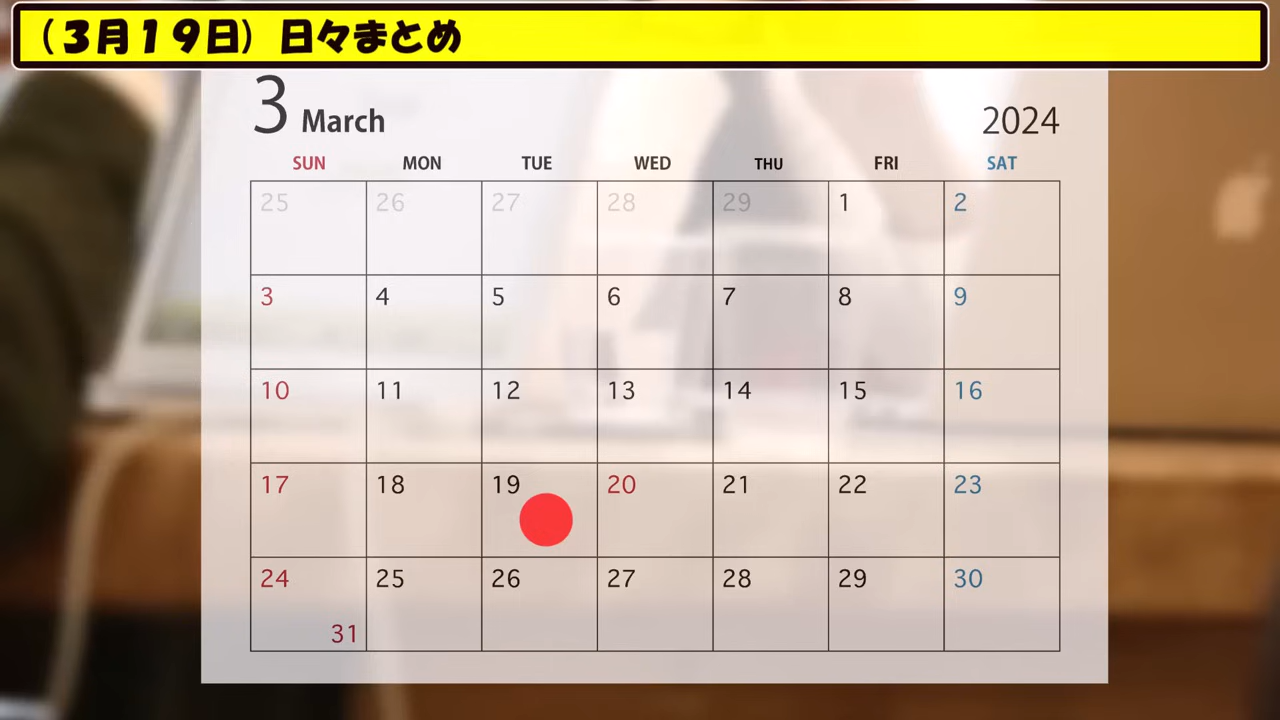 （３月１９日）日々まとめ
3 March 2024
SUN MON TUE WED THU FRI SAT
25 26 27 28 29 1 2
3 4 5 6 7 8 9
10 11 12 13 14 15 16
17 18 19 20 21 22 23
24 25 26 27 28 29 30
31